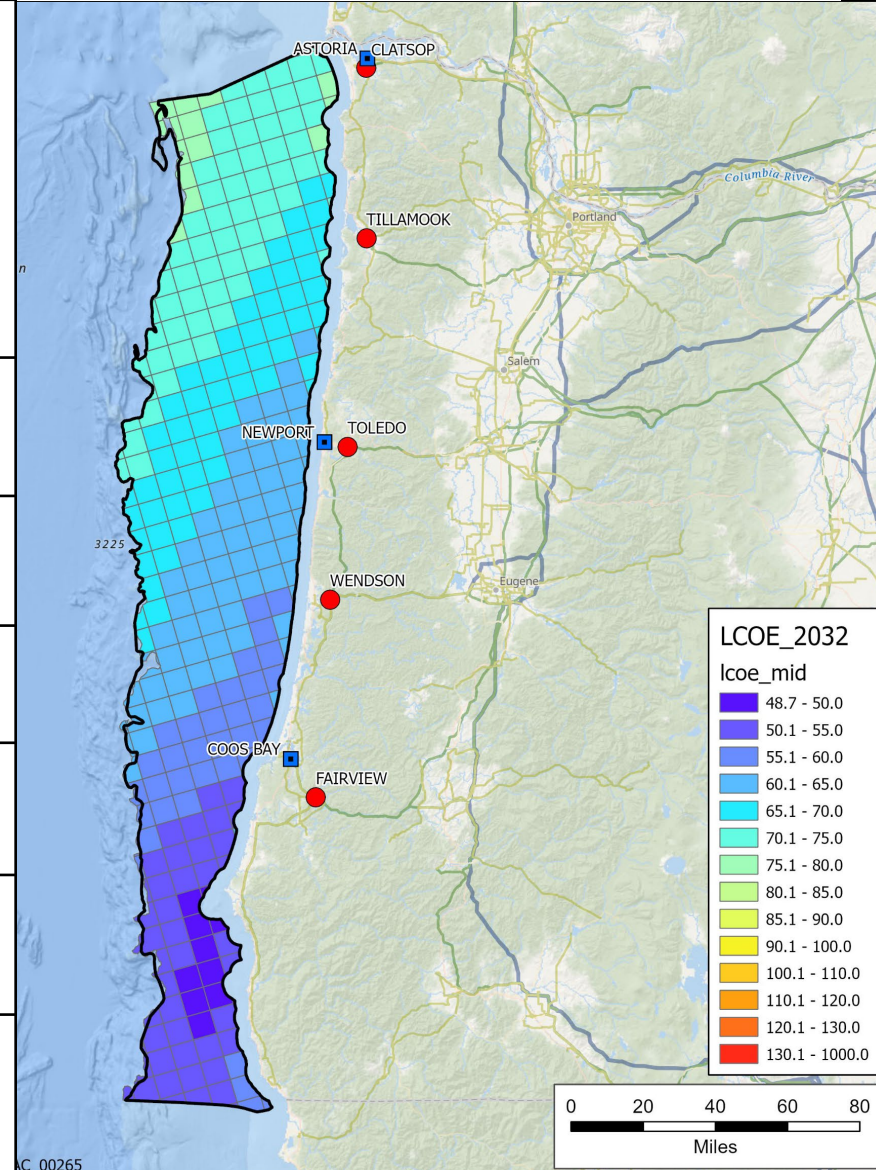 ASTORIA CLATSOP
Columbia River
Portland
TILLAMOOK
n
Salem
NEWPORT TOLEDO
3225
WENDSON
Eugene
COOS BAY
FAIRVIEW
LCOE_2032
lcoe_mid
48.7 - 50.0
50.1 - 55.0
55.1 - 60.0
60.1 - 65.0
65.1 - 70.0
70.1 - 75.0
75.1 - 80.0
80.1 - 85.0
85.1 - 90.0
90.1 - 100.0
100.1 - 110.0
110.1 - 120.0
120.1 - 130.0
130.1 - 1000.0
0 20 40 60 80
Miles
AC_00265